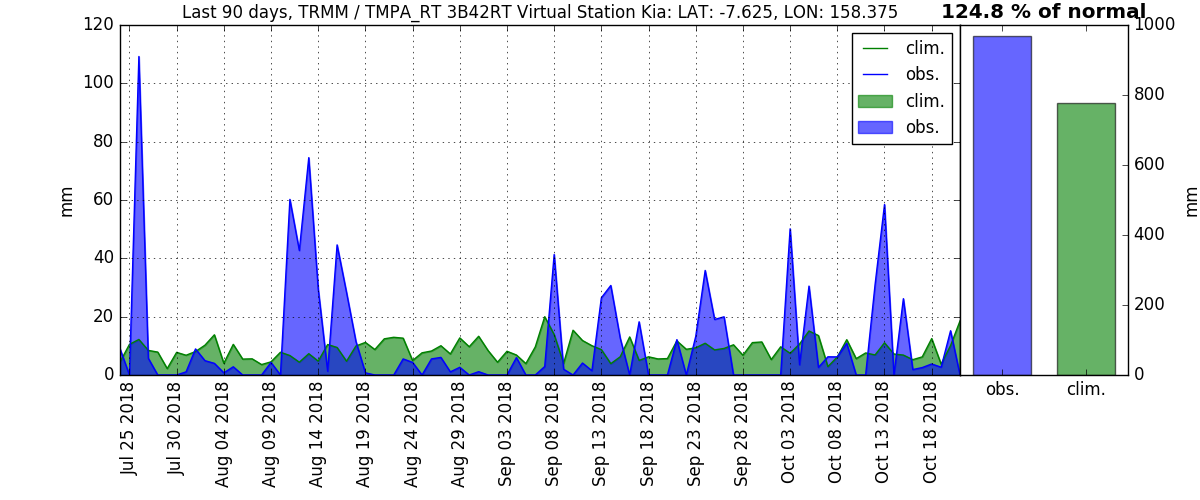 Last 90 days, TRMM / TMPA_RT 3B42RT Virtual Station Kia: LAT: -7.625, LON: 158.375
124.8 % of normal
120
100
80
60
40
20
0
mm
clim.
obs.
clim.
obs.
1000
800
600
400
200
0
mm
Jul 25 2018
Jul 30 2018
Aug 04 2018
Aug 09 2018
Aug 14 2018
Aug 19 2018
Aug 24 2018
Aug 29 2018
Sep 03 2018
Sep 08 2018
Sep 13 2018
Sep 18 2018
Sep 23 2018
Sep 28 2018
Oct 03 2018
Oct 08 2018
Oct 13 2018
Oct 18 2018
obs.
clim.